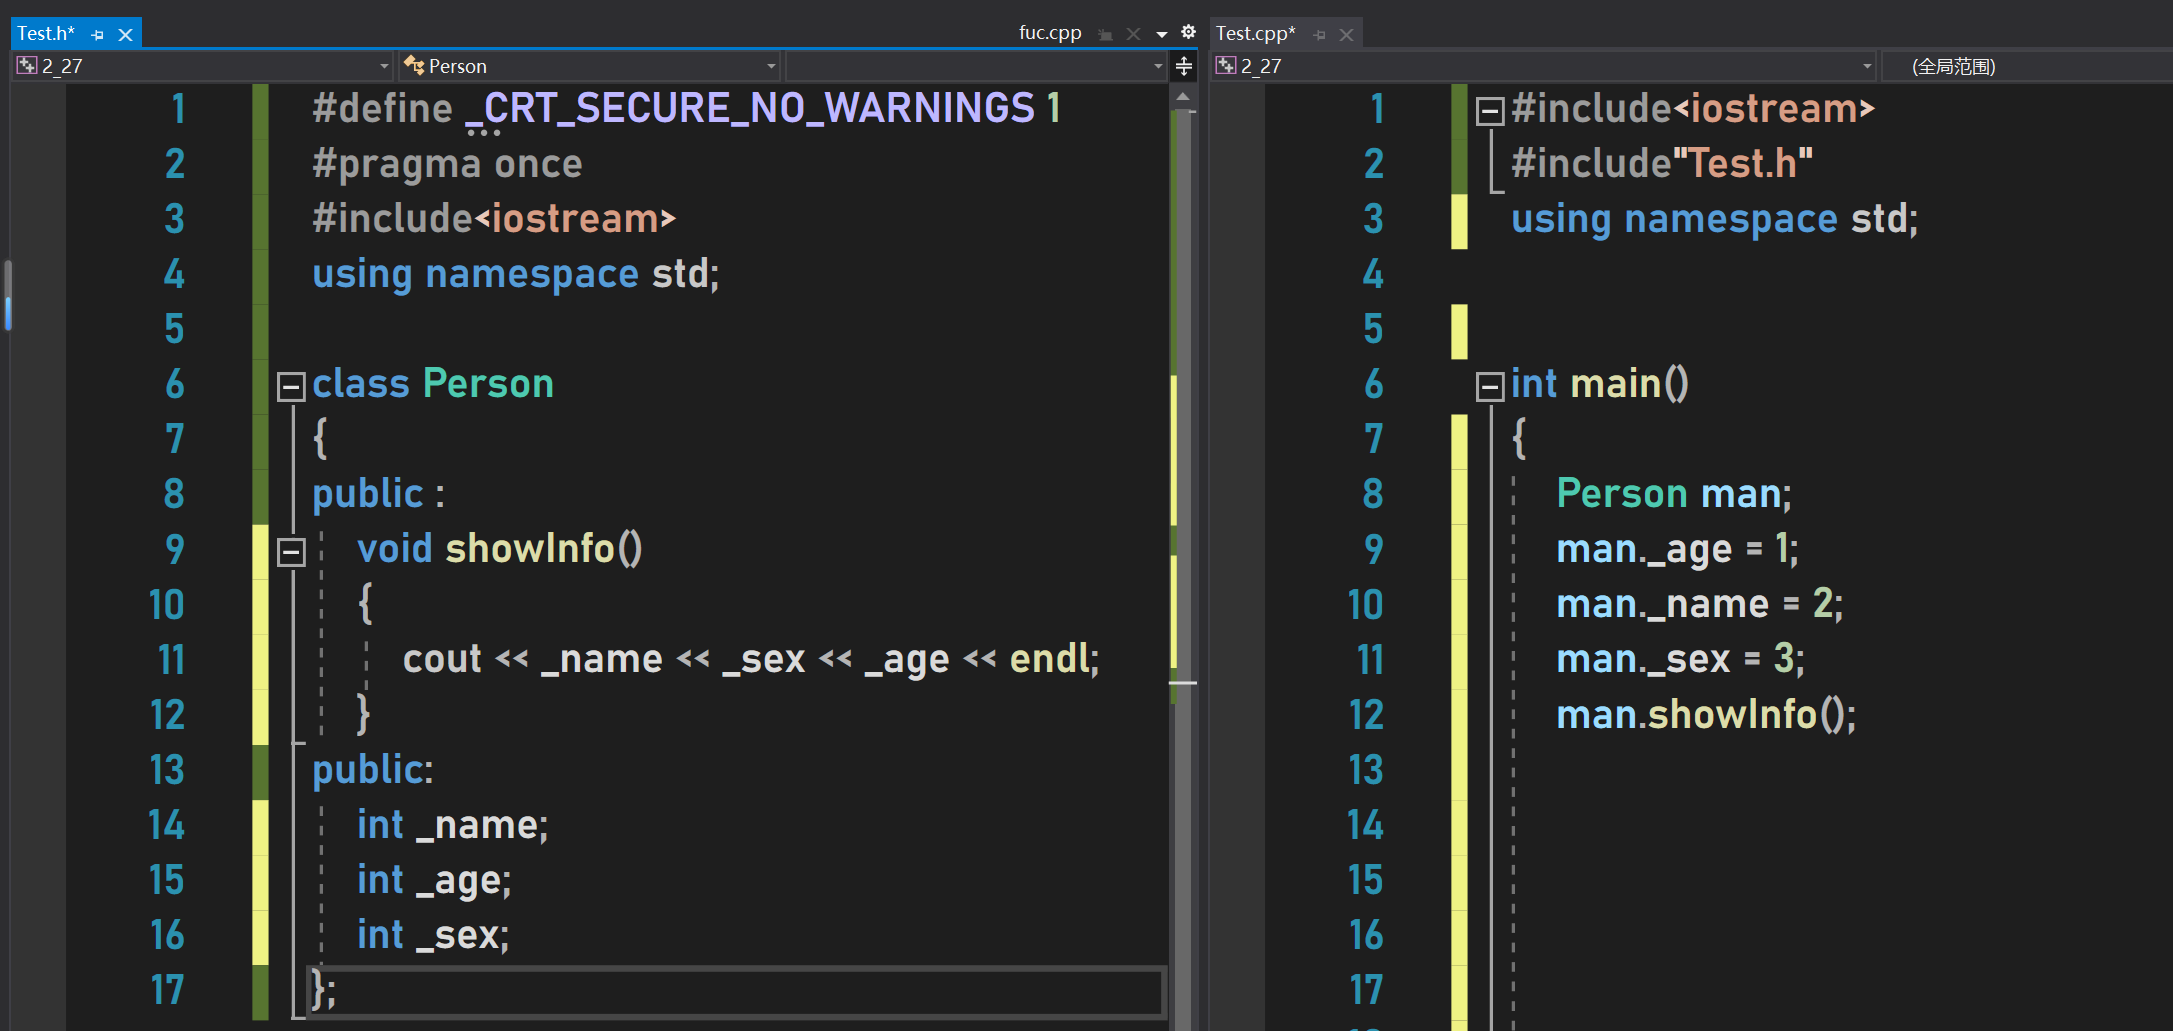 Test.h*
fuc.cpp
2_27
Person
1 #define _CRT_SECURE_NO_WARNINGS 1
2 #pragma once
3 #include<iostream>
4 using namespace std;
5
6 class Person
7 {
8 public :
9 void showInfo()
10 {
11 cout << _name << _sex << _age << endl;
12 }
13 public:
14 int _name;
15 int _age;
16 int _sex;
17 };
Test.cpp*
2_27
(全局范围)
1 #include<iostream>
2 #include"Test.h"
3 using namespace std;
4
5
6 int main()
7 {
8 Person man;
9 man._age = 1;
10 man._name = 2;
11 man._sex = 3;
12 man.showInfo();
13
14
15
16
17